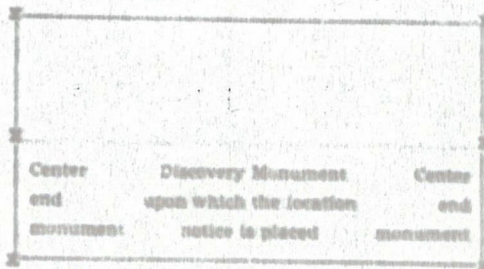 Center Discovery Monument Center
end upon which the location end
monument notice is placed monument